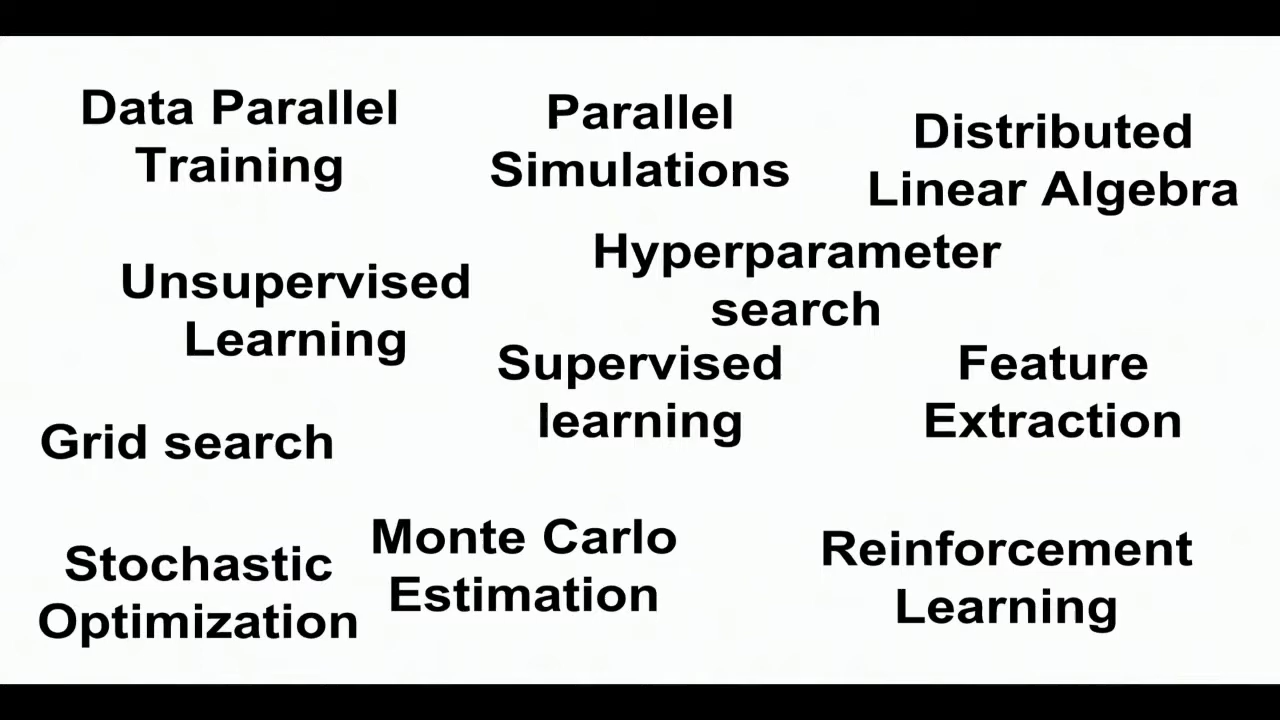 Data Parallel
Training
Parallel
Simulations
Distributed
Linear Algebra
Unsupervised
Learning
Hyperparameter
search
Supervised
learning
Feature
Extraction
Grid search
Stochastic
Optimization
Monte Carlo
Estimation
Reinforcement
Learning